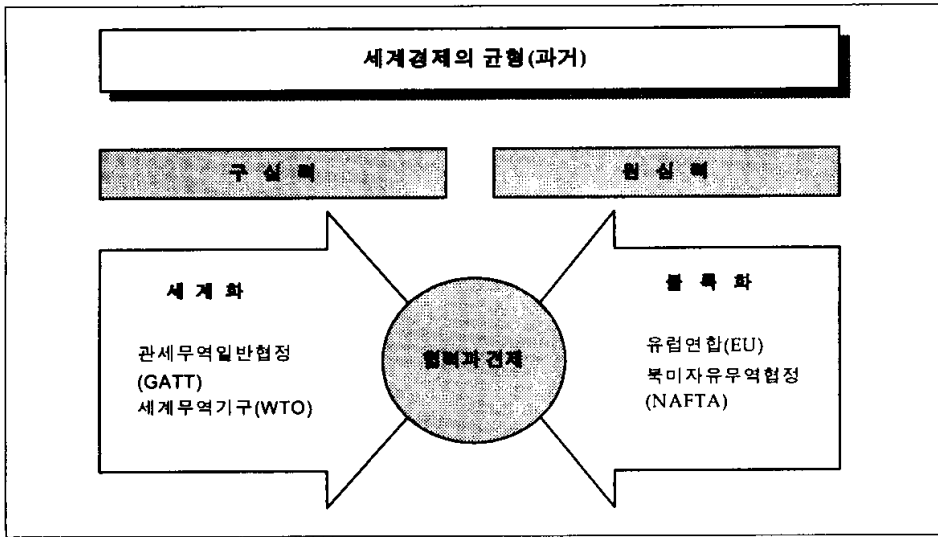 세계경제의 균형(과거)
구 심 력
원 심 력
세 계 화
관세무역일반협정
(GATT)
세계무역기구(WTO)
협력과 견제
블 록 화
유럽연합(EU)
북미자유무역협정
(NAFTA)